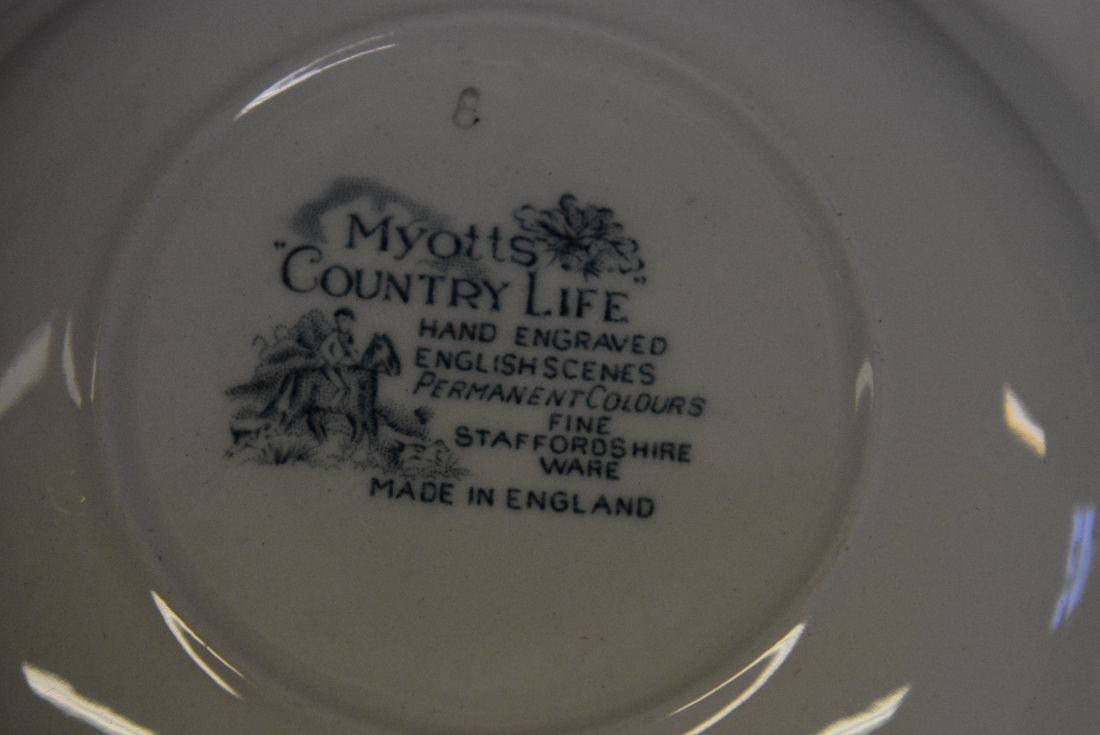 6
Myotts
"COUNTRY LIFE"
HAND ENGRAVED
ENGLISH SCENES
PERMANENT COLOURS
FINE
STAFFORDSHIRE
WARE
MADE IN ENGLAND